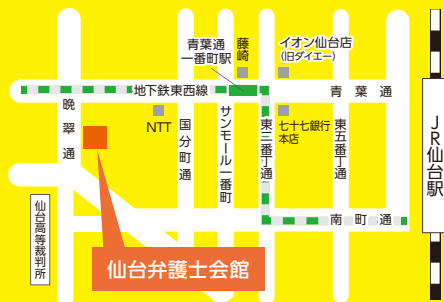 青葉通
一番町駅
藤崎
イオン仙台店
(旧ダイエー)
地下鉄東西線
青葉通
晩翠通
NTT
国分町通
サンモール一番町
東三番丁通
七十七銀行
本店
東五番丁通
JR仙台駅
南町通
仙台高等裁判所
仙台弁護士会館